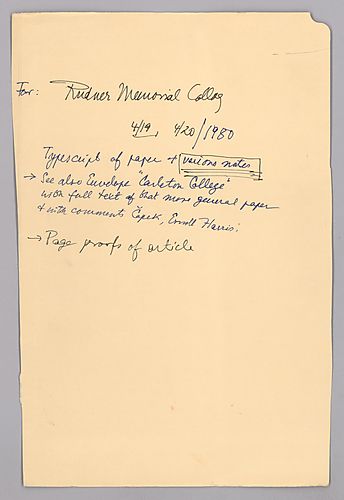 For: Rudner Memorial Colloq
4/19, 4/20/1980
Typescript of paper + various notes
→ See also Envelope "Carleton College"
with full text of that more general paper
+ with comments Čapek, Errol Harris;
→ Page proofs of article